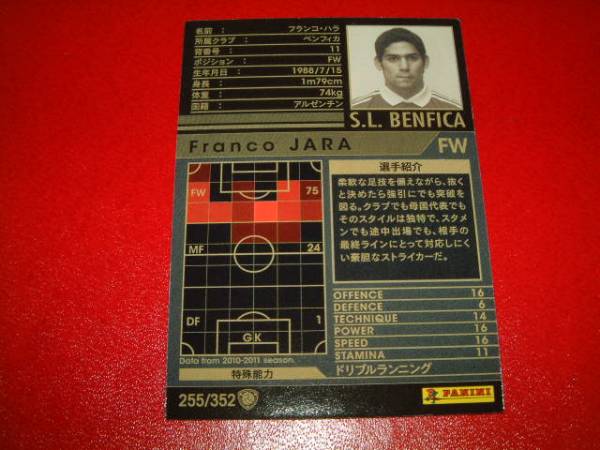 名前 : フランコ・ハラ
所属クラブ : ベンフィカ
背番号 : 11
ポジション : FW
生年月日 : 1988/7/15
身長 : 1m79cm
体重 : 74kg
国籍 : アルゼンチン
S.L. BENFICA
Franco JARA FW
FW 75
MF 24
DF 1
GK
Data from 2010-2011 season.
選手紹介
柔軟な足技を備えながら、抜く
と決めたら強引にでも突破を
図る。クラブでも母国代表でも
そのスタイルは独特で、スタメ
ンでも途中出場でも、相手の
最終ラインにとって対応しにく
い豪胆なストライカーだ。
OFFENCE 16
DEFENCE 6
TECHNIQUE 14
POWER 16
SPEED 16
STAMINA 11
特殊能力 ドリブルランニング
255/352
PANINI